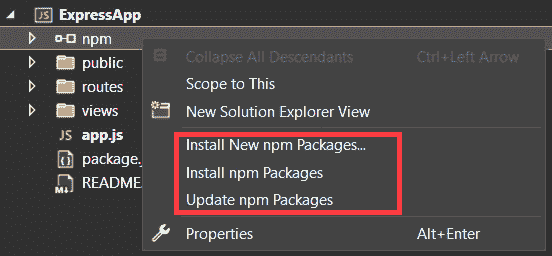 ExpressApp
npm
public
routes
views
app.js
package.
README
Collapse All Descendants Ctrl+Left Arrow
Scope to This
New Solution Explorer View
Install New npm Packages...
Install npm Packages
Update npm Packages
Properties Alt+Enter